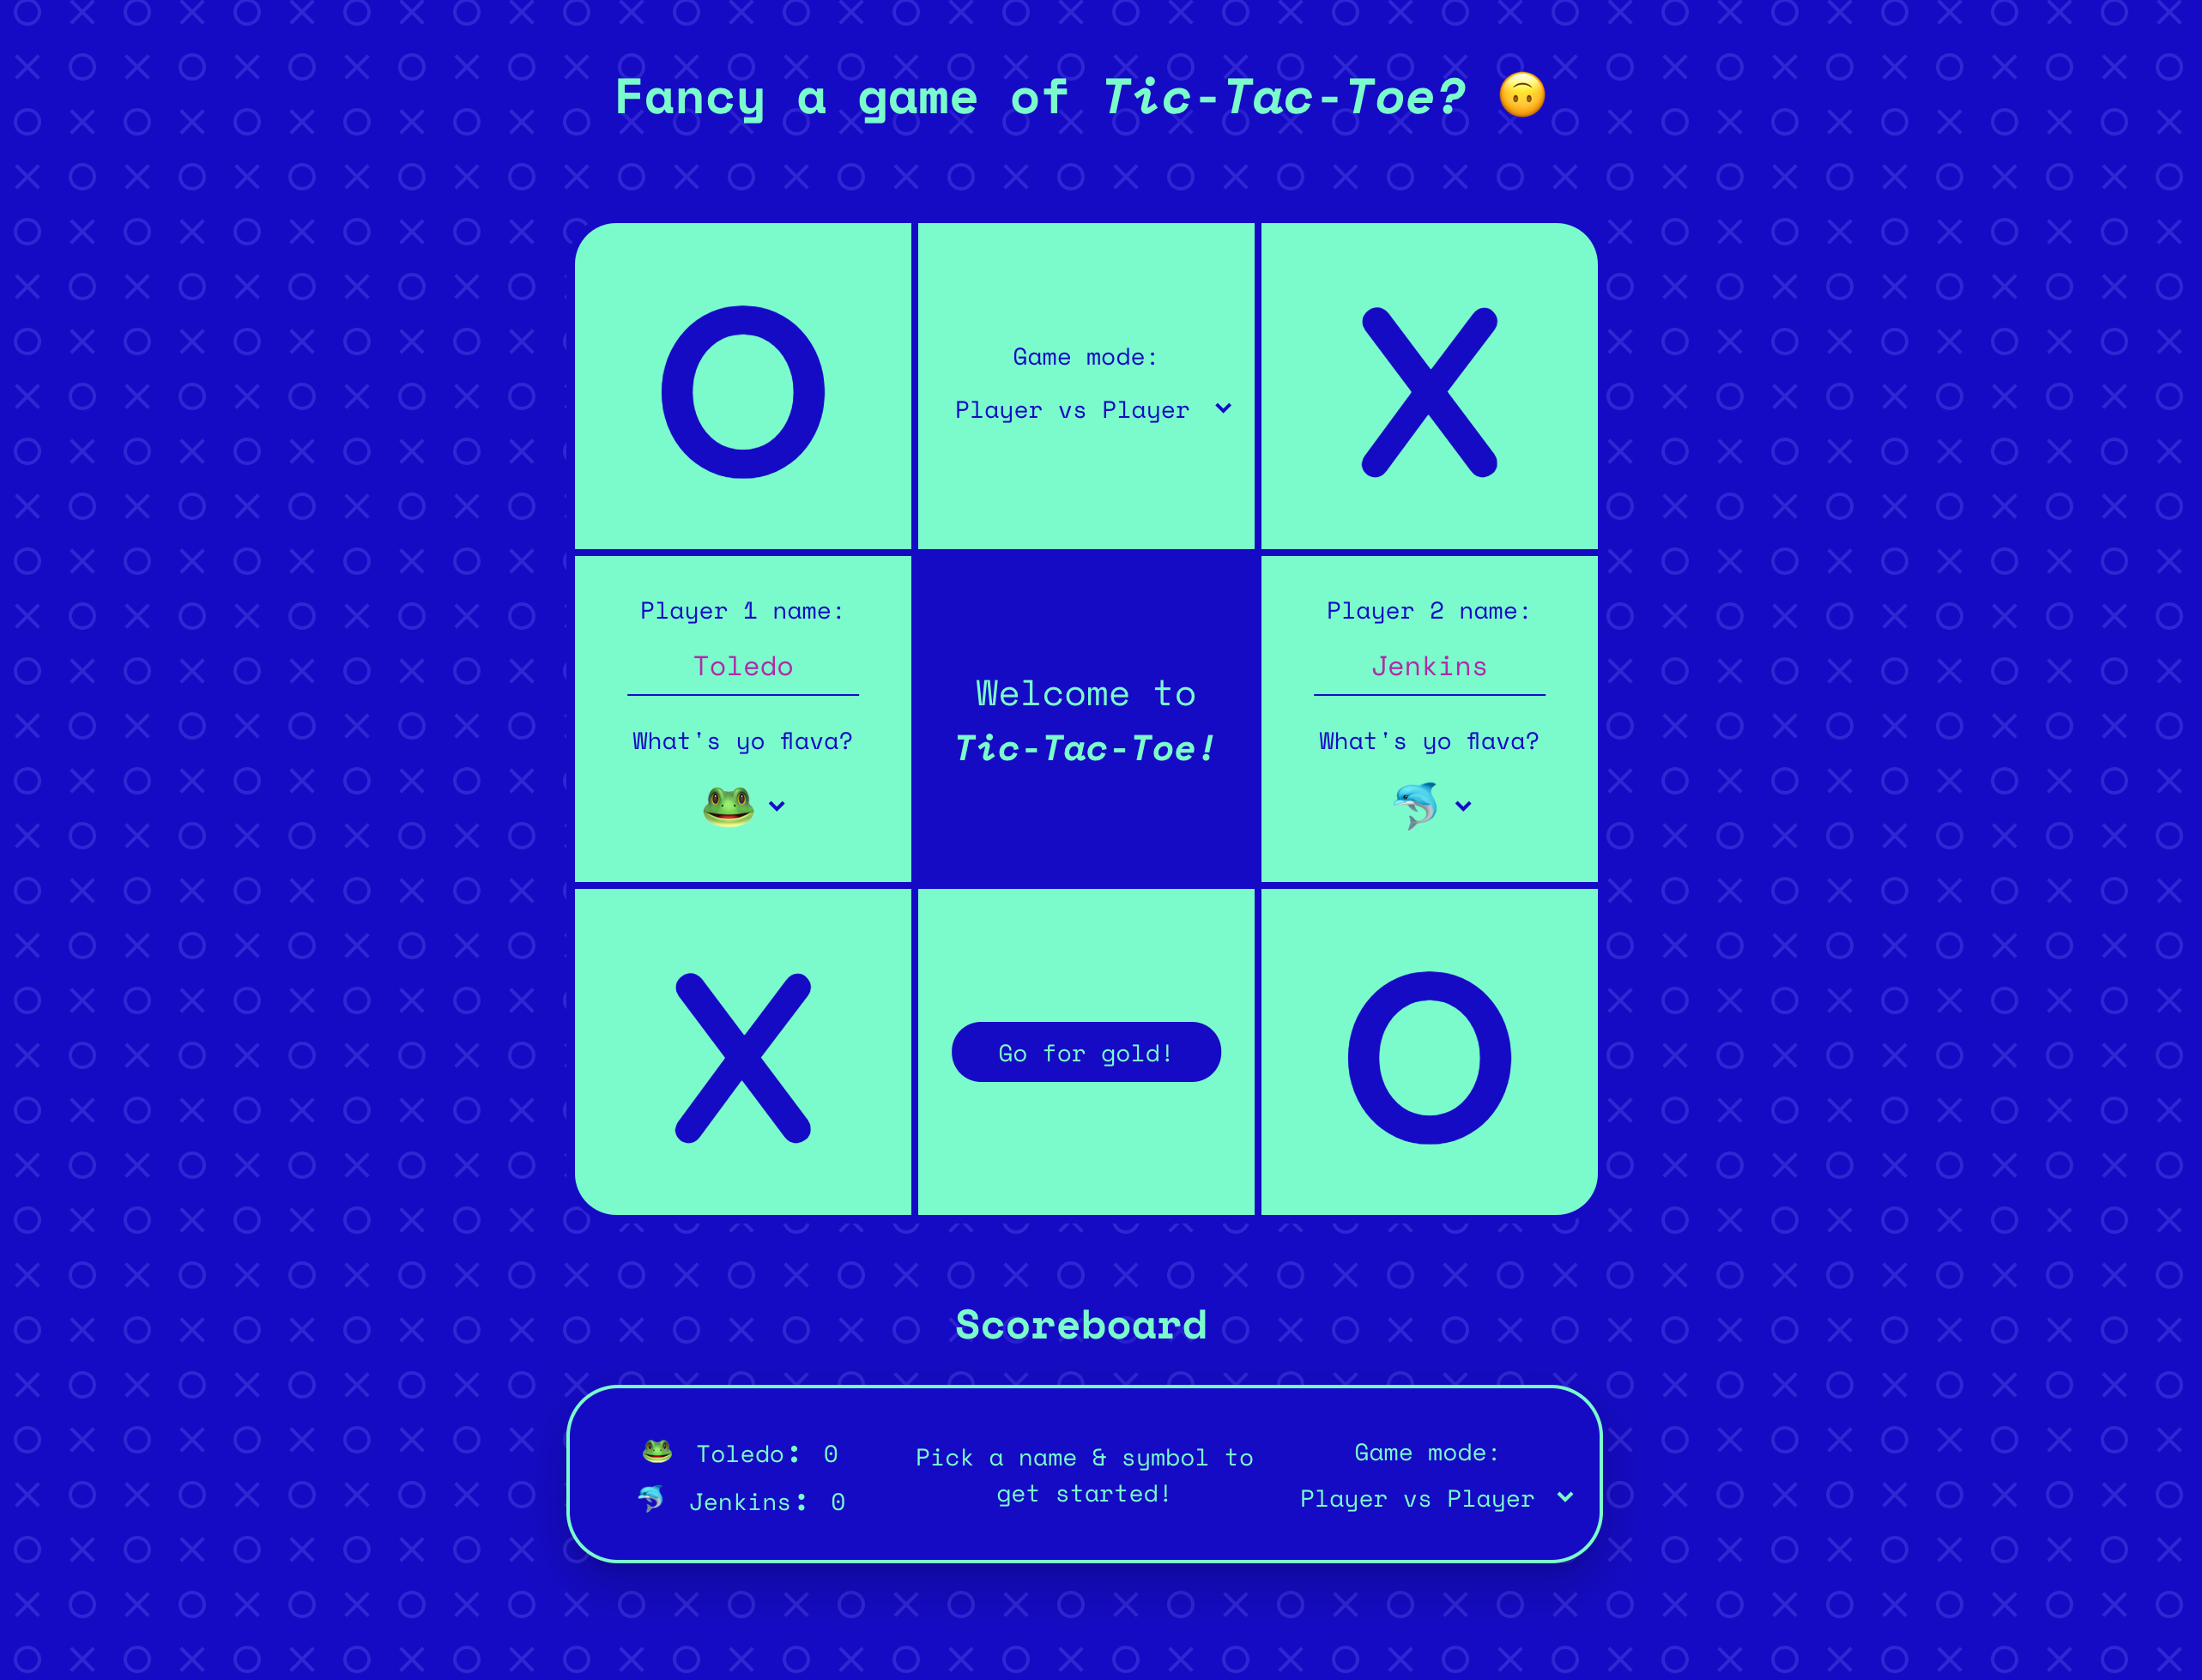 Fancy a game of Tic-Tac-Toe? 🙃
O
Game mode:
Player vs Player
X
Player 1 name:
Toledo
What's yo flava?
Welcome to
Tic-Tac-Toe!
Player 2 name:
Jenkins
What's yo flava?
X
Go for gold!
O
Scoreboard
Toledo: 0
Jenkins: 0
Pick a name & symbol to
get started!
Game mode:
Player vs Player